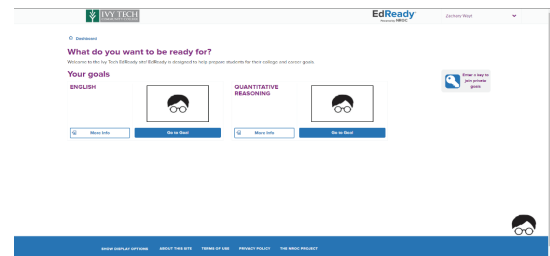 IVY TECH
COMMUNITY COLLEGE
EdReady
Powered by NROC
Zachary West
Dashboard
What do you want to be ready for?
Welcome to the Ivy Tech EdReady site! EdReady is designed to help prepare students for their college and career goals.
Your goals
Enter a key to
join private
goals
ENGLISH
QUANTITATIVE
REASONING
More Info
Go to Goal
More Info
Go to Goal
SHOW DISPLAY OPTIONS
ABOUT THIS SITE
TERMS OF USE
PRIVACY POLICY
THE NROC PROJECT